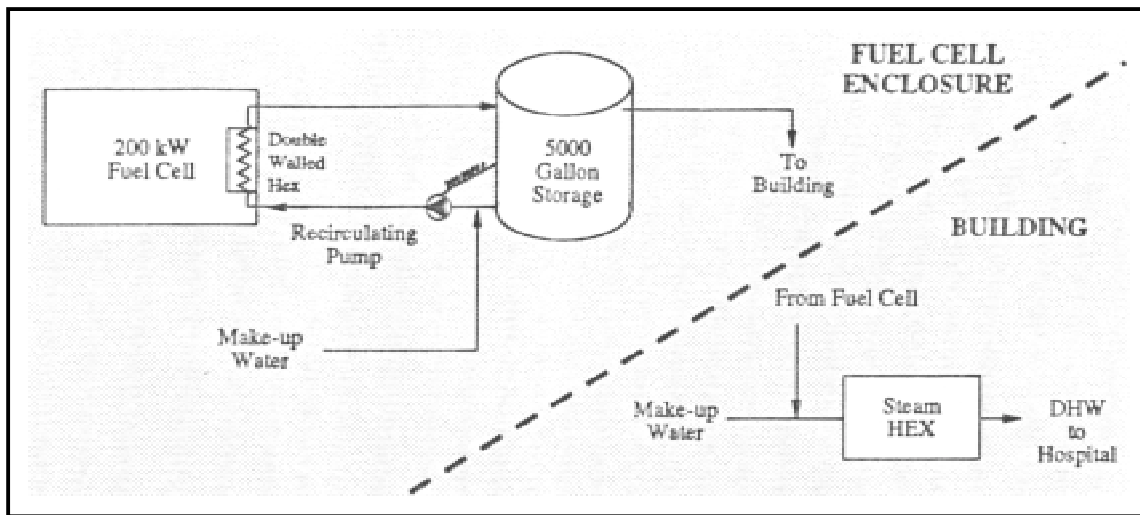 FUEL CELL
ENCLOSURE
200 kW
Fuel Cell
Double
Walled
Hex
5000
Gallon
Storage
To
Building
Recirculating
Pump
BUILDING
From Fuel Cell
Make-up
Water
Make-up
Water
Steam
HEX
DHW
to
Hospital